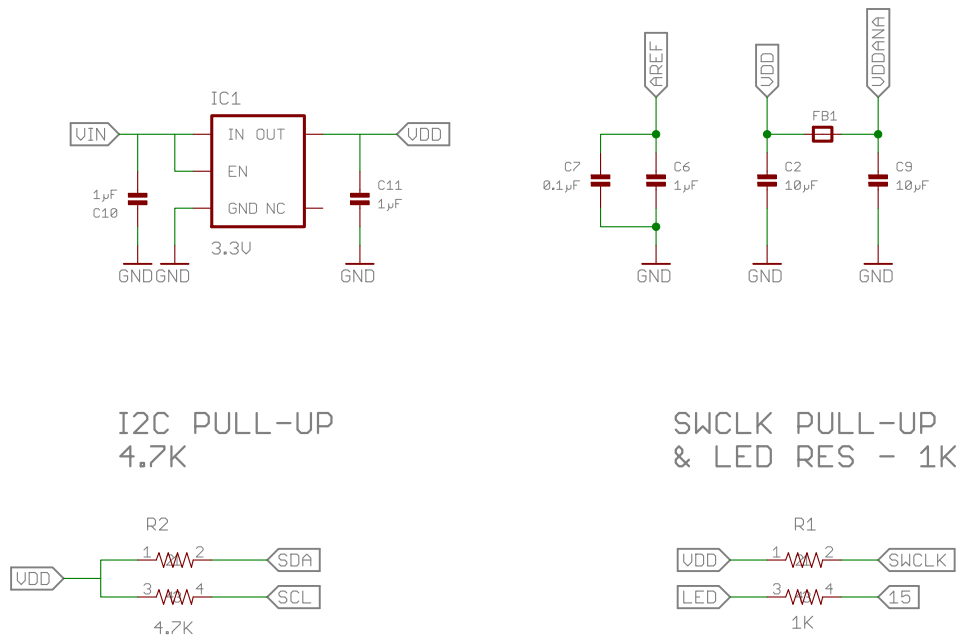 IC1
VIN
IN OUT
VDD
EN
GND NC
1µF
C10
C11
1µF
3.3V
GND
GND
GND
AREF
VDD
VDDANA
FB1
C7
0.1µF
C6
1µF
C2
10µF
C9
10µF
GND
GND
GND
I2C PULL-UP
4.7K
SWCLK PULL-UP
& LED RES - 1K
R2
VDD
1
2
SDA
3
4
SCL
4.7K
R1
VDD
1
2
SWCLK
LED
3
4
15
1K